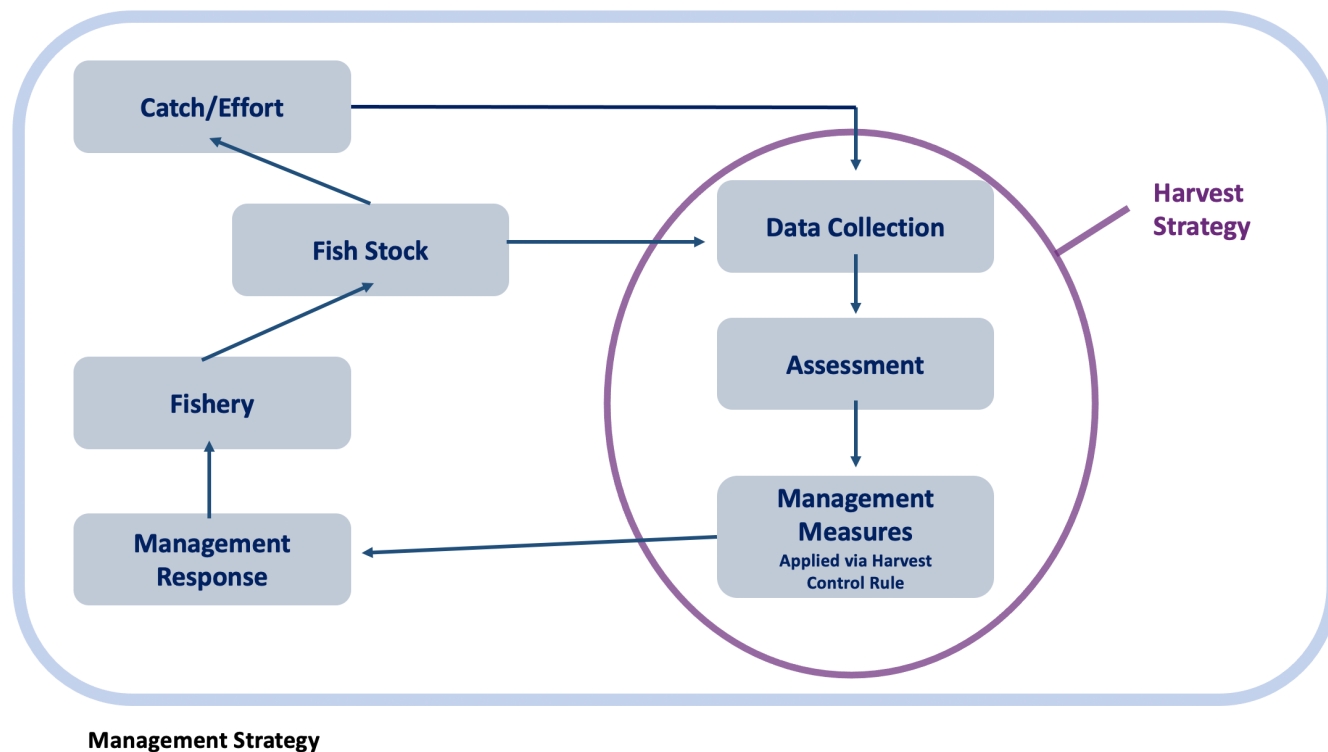 Catch/Effort
Fish Stock
Fishery
Management
Response
Data Collection
Assessment
Management
Measures
Applied via Harvest
Control Rule
Harvest
Strategy
Management Strategy